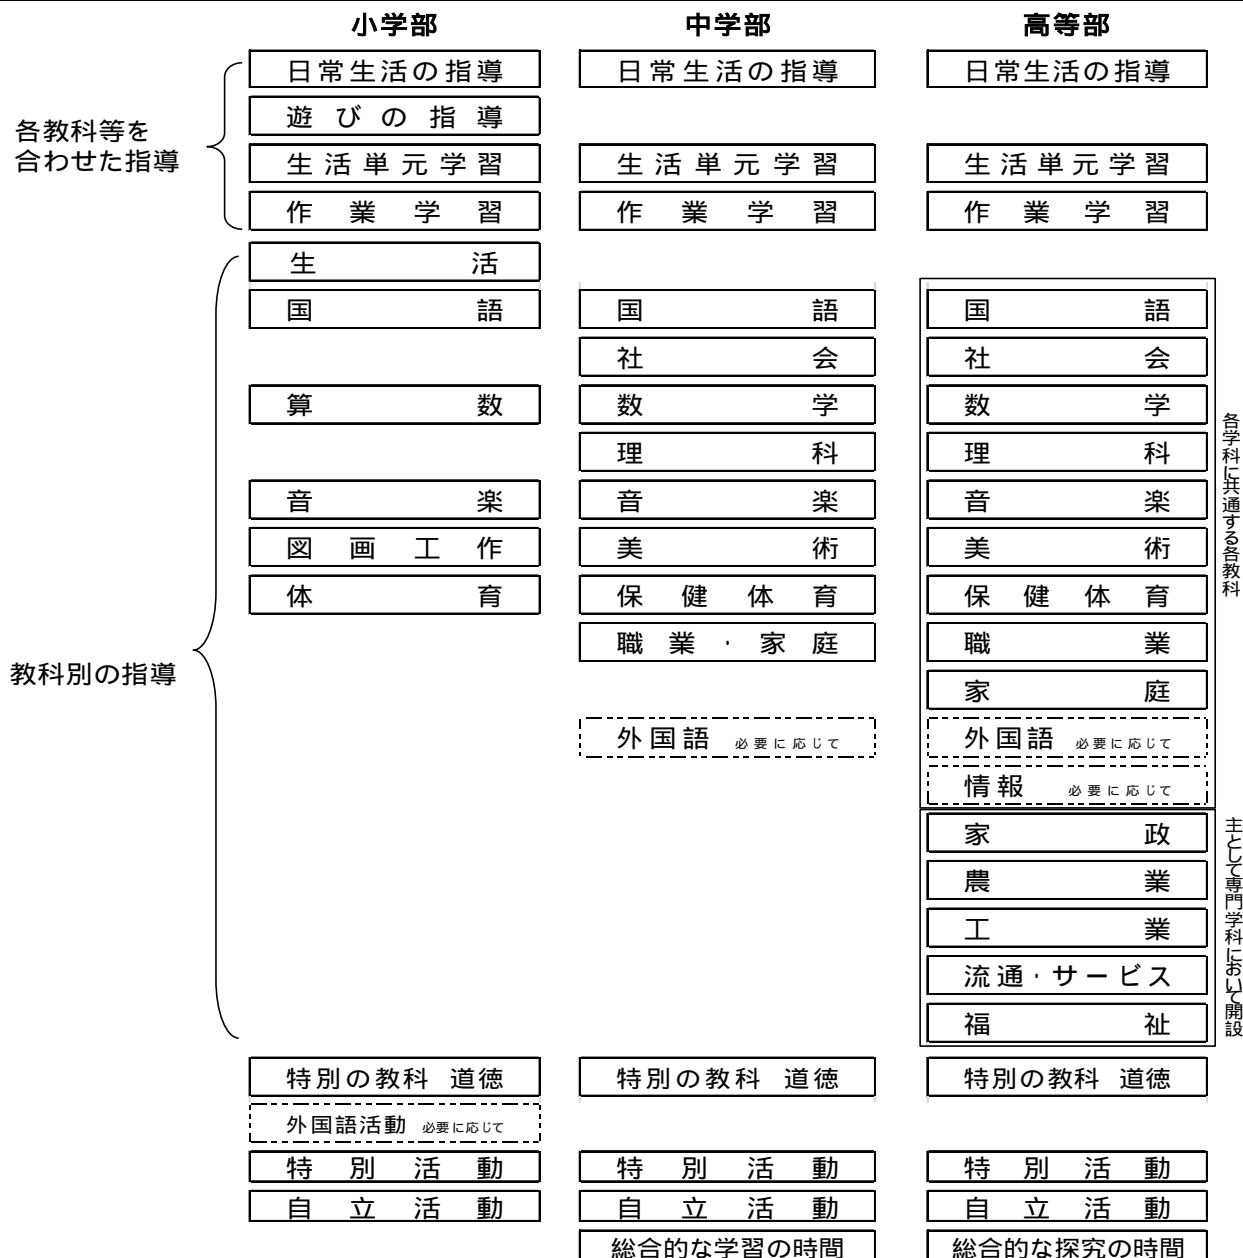 小学部 中学部 高等部
日常生活の指導 日常生活の指導 日常生活の指導
遊びの指導
各教科等を
合わせた指導
生活単元学習 生活単元学習 生活単元学習
作業学習 作業学習 作業学習
生活
国語 国語 国語
社会 社会
算数 数学 数学
理科 理科
音楽 音楽 音楽
図画工作 美術 美術
体育 保健体育 保健体育
職業・家庭 職業
家庭
外国語 必要に応じて 外国語 必要に応じて
情報 必要に応じて
各学科に共通する各教科
教科別の指導
家政
農業
工業
流通・サービス
福祉
主として専門学科において開設
特別の教科 道徳 特別の教科 道徳 特別の教科 道徳
外国語活動 必要に応じて
特別活動 特別活動 特別活動
自立活動 自立活動 自立活動
総合的な学習の時間 総合的な探究の時間